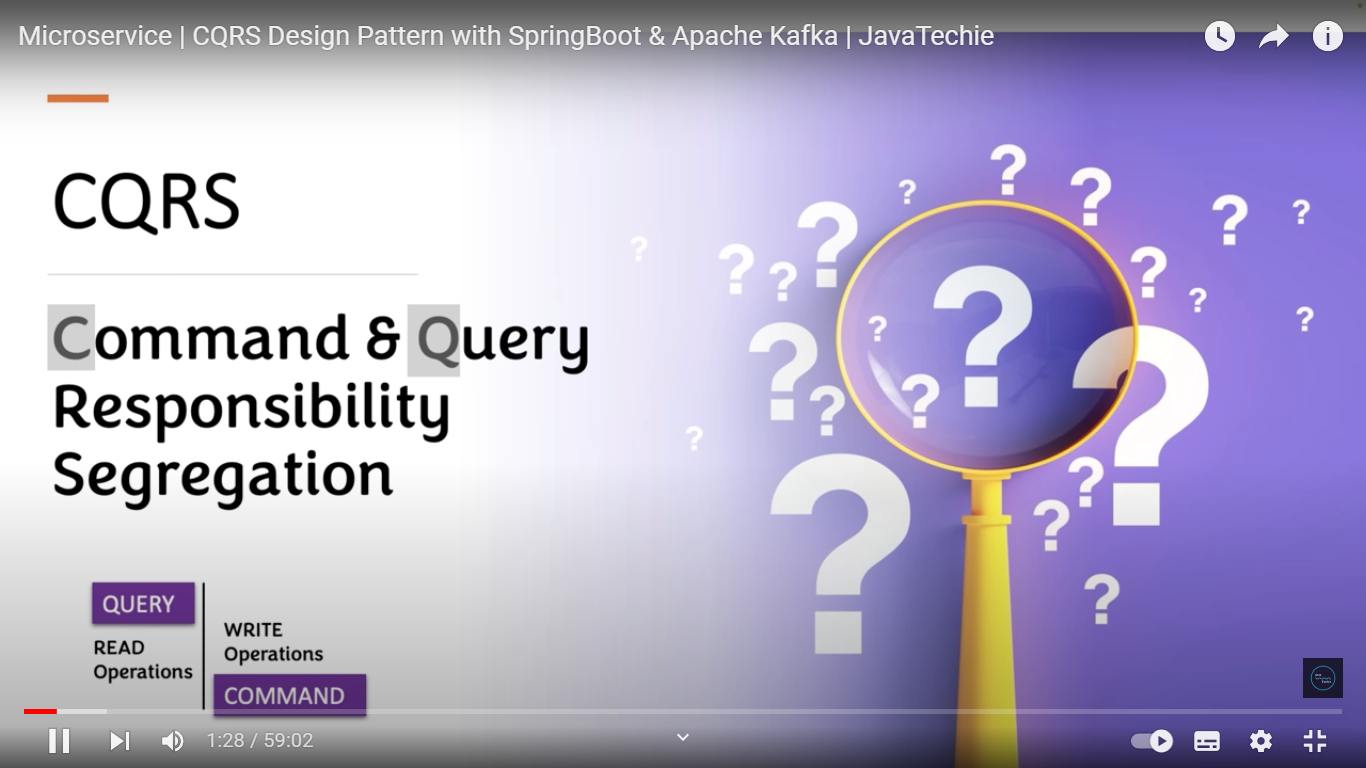 Microservice | CQRS Design Pattern with SpringBoot & Apache Kafka | JavaTechie
CQRS
Command & Query
Responsibility
Segregation
QUERY
READ
Operations
WRITE
Operations
COMMAND
1:28 / 59:02